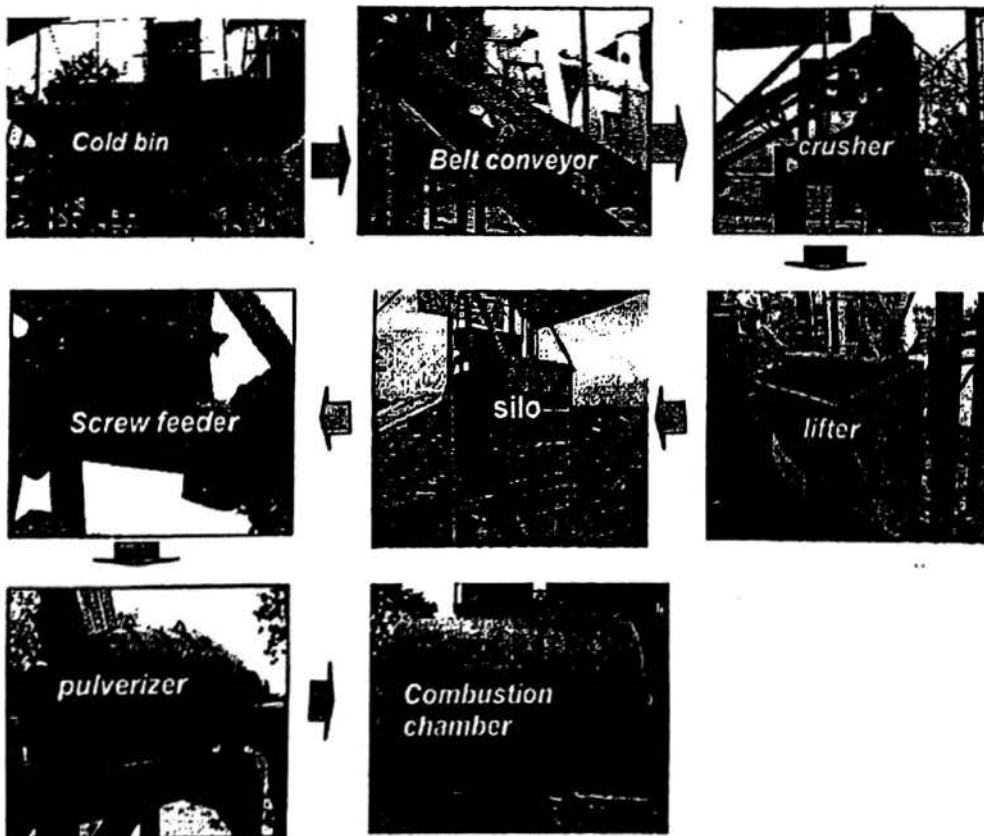 Cold bin
Belt conveyor
crusher
lifter
silo
Screw feeder
pulverizer
Combustion
chamber